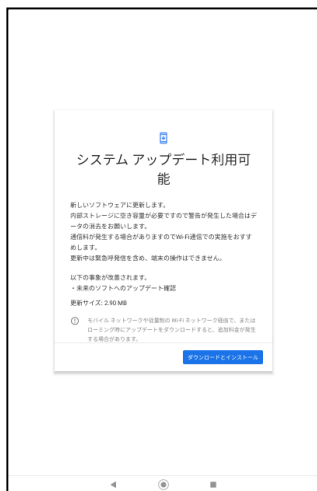 システム アップデート利用可
能
新しいソフトウェアに更新します。
内部ストレージに空き容量が必要ですので警告が発生した場合はデ
ータの消去をお願いします。
通信料が発生する場合がありますのでWi-Fi通信での実施をおすす
めします。
更新中は緊急呼発信を含め、端末の操作はできません。
以下の事象が改善されます。
・未来のソフトへのアップデート確認
更新サイズ: 2.90 MB
モバイル ネットワークや従量制の Wi-Fi ネットワーク経由で、または
ローミング時にアップデートをダウンロードすると、追加料金が発生
する場合があります。
ダウンロードとインストール